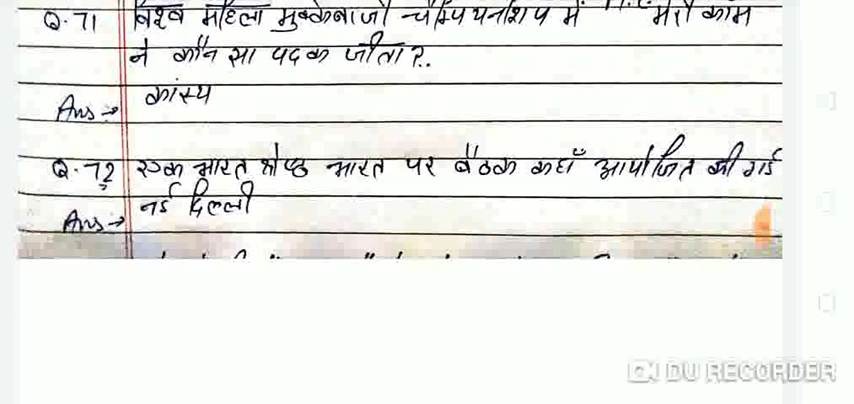 Q.71 विश्व महिला मुक्केबाजी चैम्पियनशिप में मैरी काम
ने कौन सा पदक जीता?.
Ans → कांस्य
Q.72 एक भारत श्रेष्ठ भारत पर बैठक कहाँ आयोजित की गई
Ans → नई दिल्ली
DU RECORDER